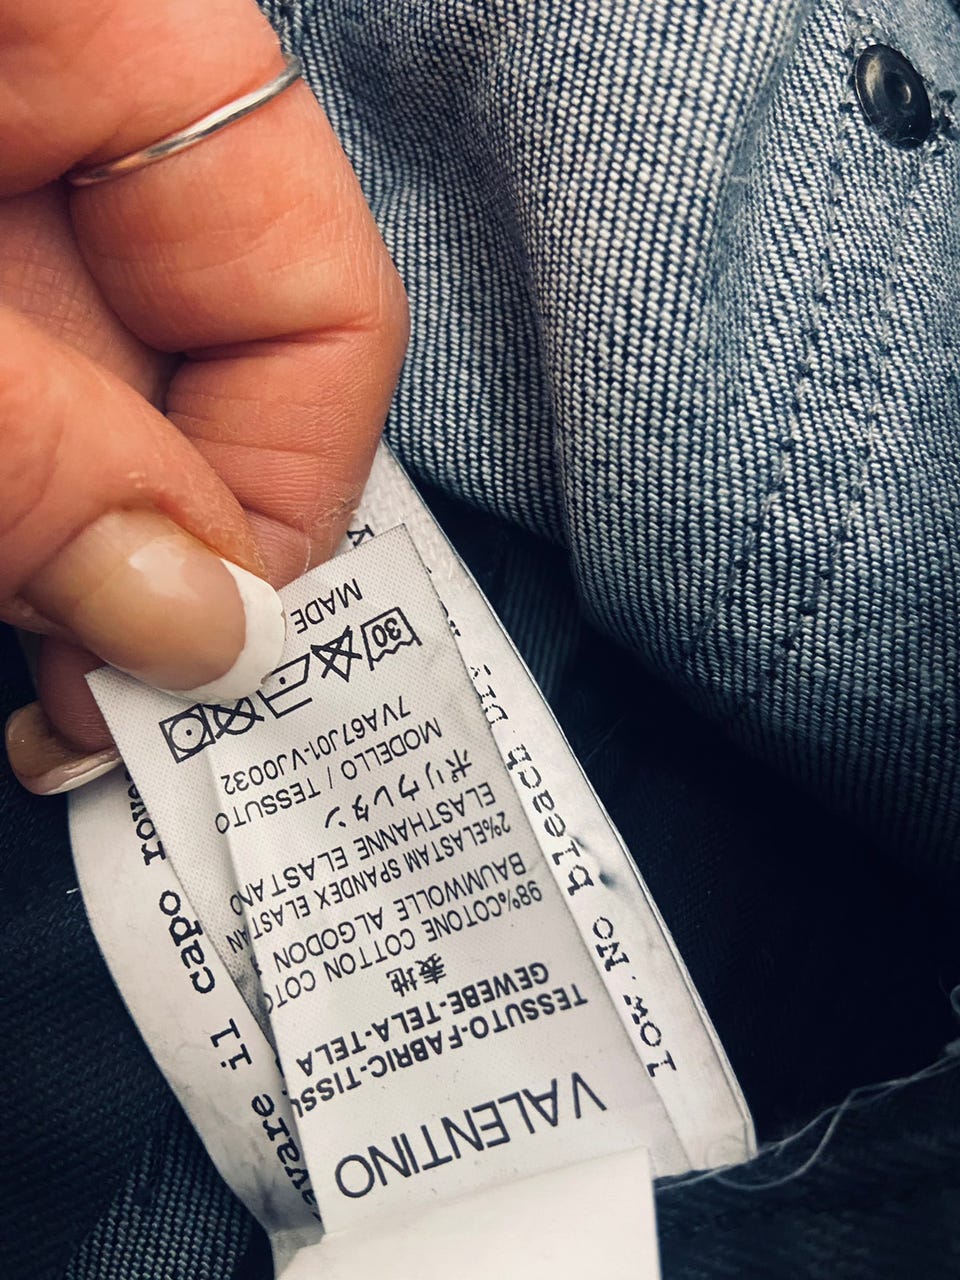 VALENTINO
TESSUTO-FABRIC-TISSU
GEWEBE-TELA-TELA
表地
98%COTONE COTTON COTO
BAUMWOLLE ALGODON
2%ELASTAM SPANDEX ELASTAN
ELASTHANNE ELASTANO
ポリウレタン
MODELLO / TESSUTO
7VA67J01-VJ0032
30
MADE
il capo rove
Low.No bleach.Dry